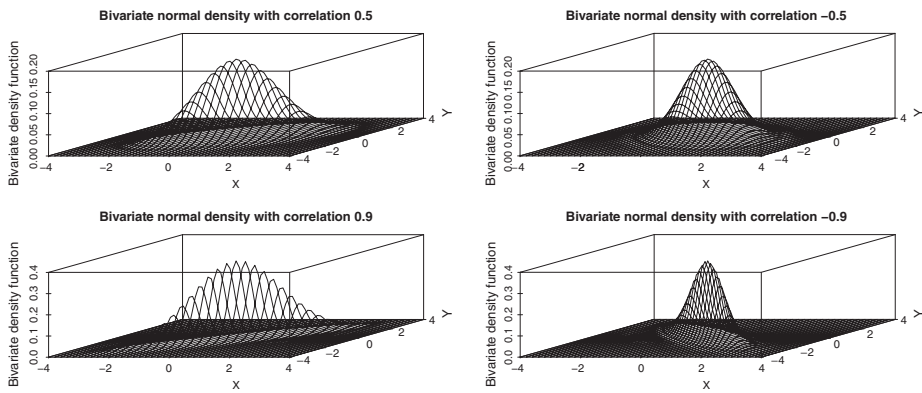 Bivariate normal density with correlation 0.5
Bivariate density function
0.00 0.05 0.10 0.15 0.20
−4 −2 0 2 4
X
−4 −2 0 2 4
Y
Bivariate normal density with correlation −0.5
Bivariate density function
0.00 0.05 0.10 0.15 0.20
−4 −2 0 2 4
X
−4 −2 0 2 4
Y
Bivariate normal density with correlation 0.9
Bivariate density function
0.0 0.1 0.2 0.3 0.4
−4 −2 0 2 4
X
−4 −2 0 2 4
Y
Bivariate normal density with correlation −0.9
Bivariate density function
0.0 0.1 0.2 0.3 0.4
−4 −2 0 2 4
X
−4 −2 0 2 4
Y